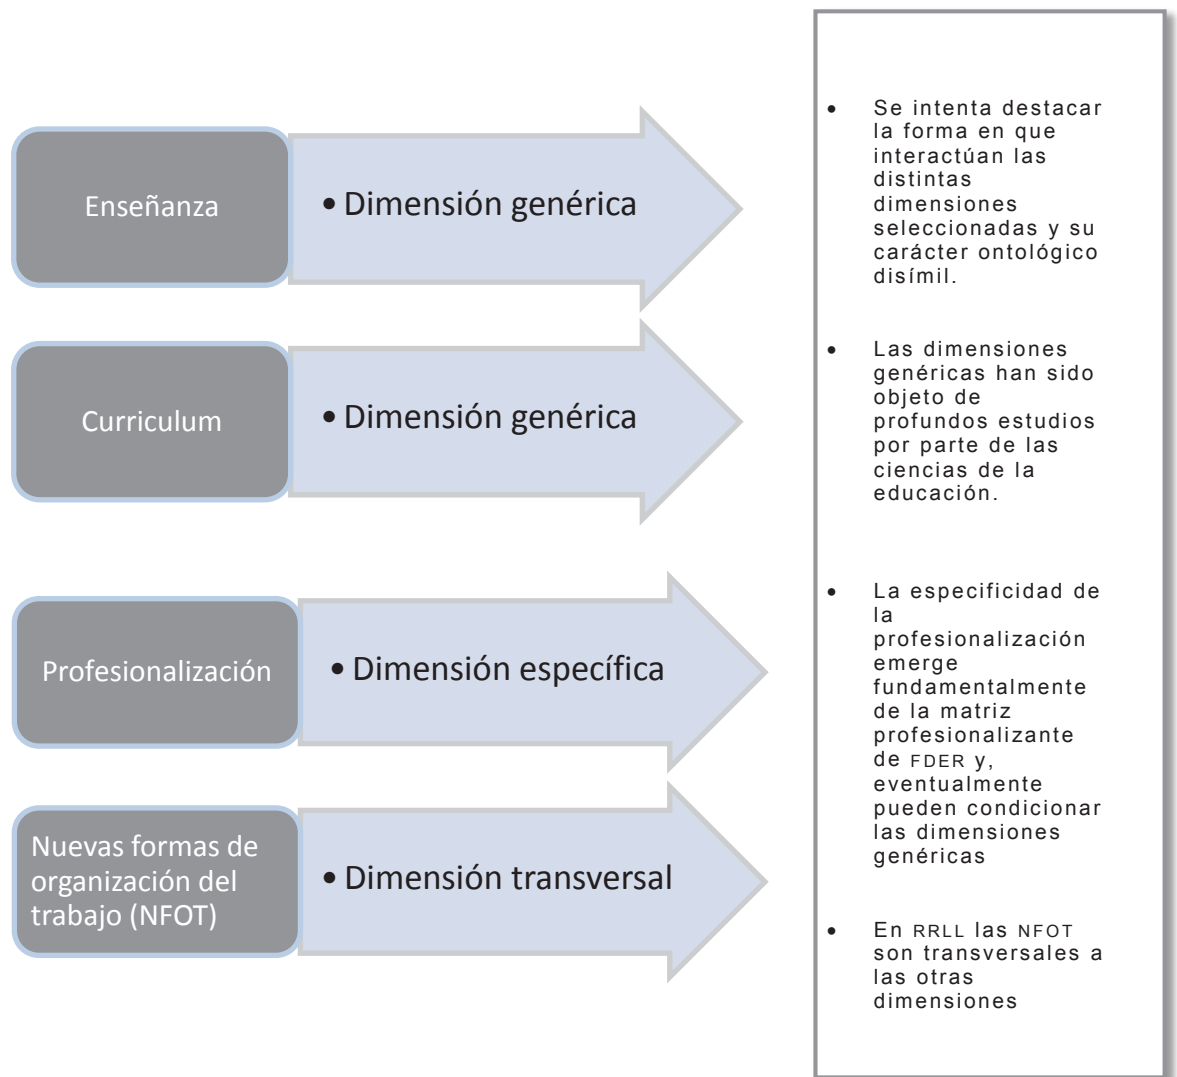 Enseñanza
• Dimensión genérica
Curriculum
• Dimensión genérica
Profesionalización
• Dimensión específica
Nuevas formas de
organización del
trabajo (NFOT)
• Dimensión transversal
• Se intenta destacar
la forma en que
interactúan las
distintas
dimensiones
seleccionadas y su
carácter ontológico
disímil.
• Las dimensiones
genéricas han sido
objeto de
profundos estudios
por parte de las
ciencias de la
educación.
• La especificidad de
la
profesionalización
emerge
fundamentalmente
de la matriz
profesionalizante
de FDER y,
eventualmente
pueden condicionar
las dimensiones
genéricas
• En RRLL las NFOT
son transversales a
las otras
dimensiones